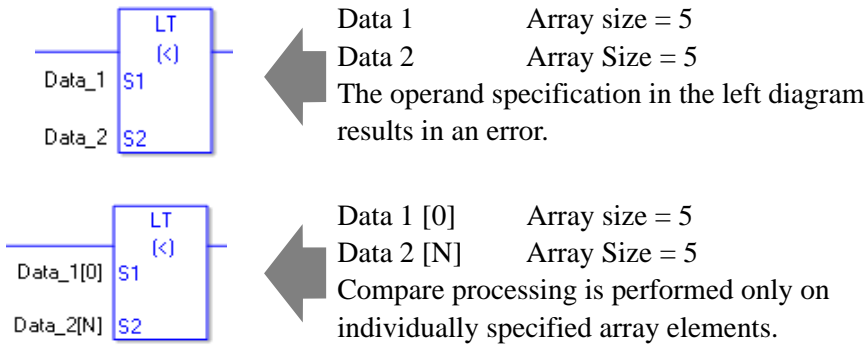 LT
(<)
Data_1 S1
Data_2 S2
Data 1 Array size = 5
Data 2 Array Size = 5
The operand specification in the left diagram
results in an error.
LT
(<)
Data_1[0] S1
Data_2[N] S2
Data 1 [0] Array size = 5
Data 2 [N] Array Size = 5
Compare processing is performed only on
individually specified array elements.